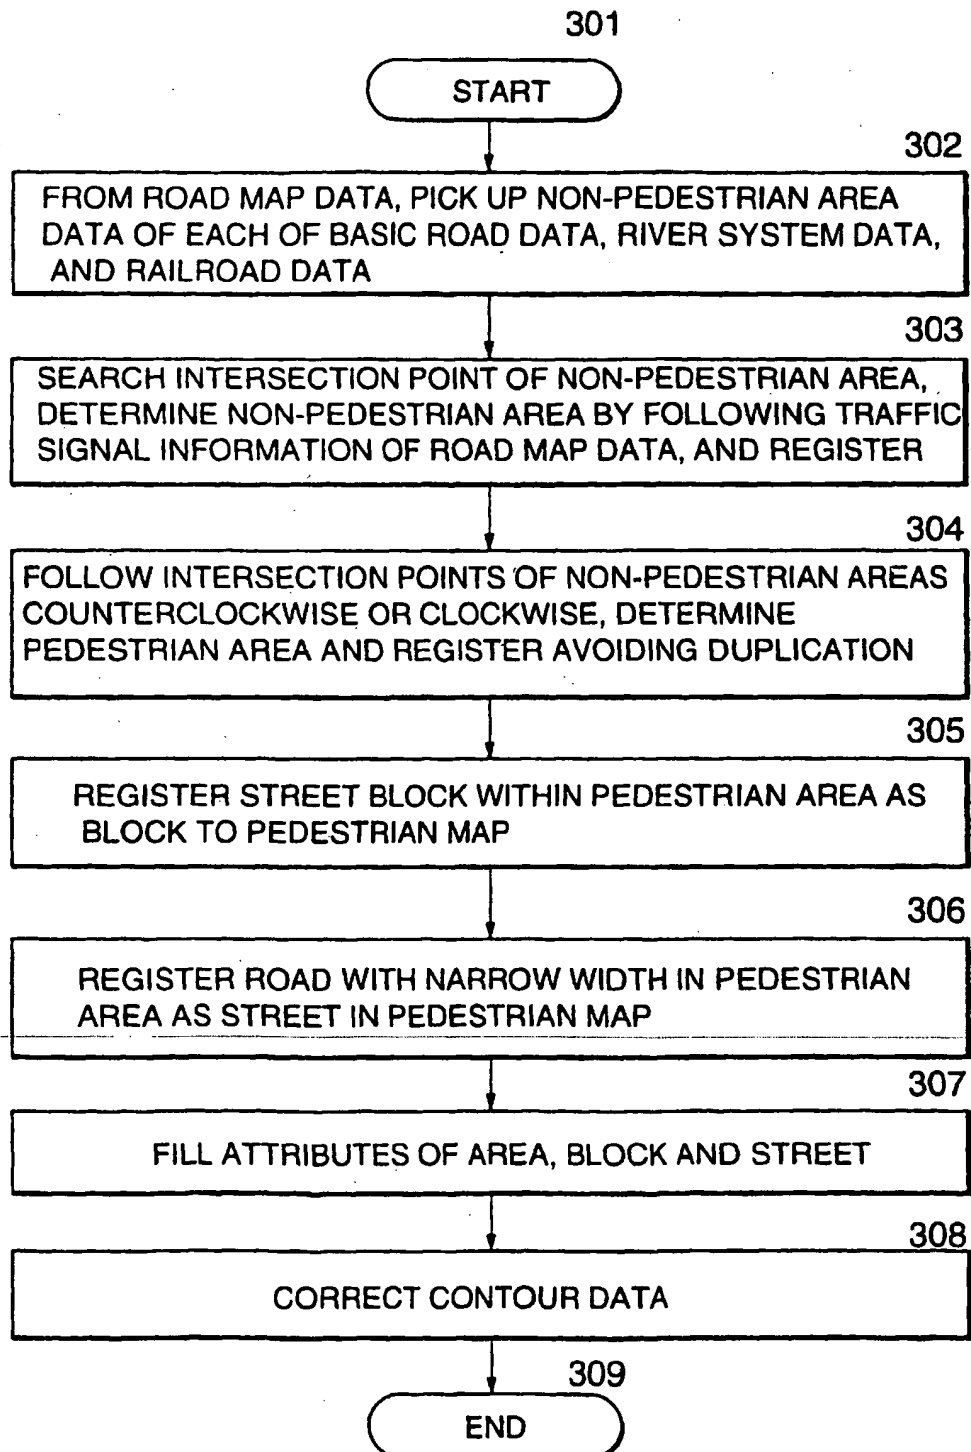 301
START
302
FROM ROAD MAP DATA, PICK UP NON-PEDESTRIAN AREA
DATA OF EACH OF BASIC ROAD DATA, RIVER SYSTEM DATA,
AND RAILROAD DATA
303
SEARCH INTERSECTION POINT OF NON-PEDESTRIAN AREA,
DETERMINE NON-PEDESTRIAN AREA BY FOLLOWING TRAFFIC
SIGNAL INFORMATION OF ROAD MAP DATA, AND REGISTER
304
FOLLOW INTERSECTION POINTS OF NON-PEDESTRIAN AREAS
COUNTERCLOCKWISE OR CLOCKWISE, DETERMINE
PEDESTRIAN AREA AND REGISTER AVOIDING DUPLICATION
305
REGISTER STREET BLOCK WITHIN PEDESTRIAN AREA AS
BLOCK TO PEDESTRIAN MAP
306
REGISTER ROAD WITH NARROW WIDTH IN PEDESTRIAN
AREA AS STREET IN PEDESTRIAN MAP
307
FILL ATTRIBUTES OF AREA, BLOCK AND STREET
308
CORRECT CONTOUR DATA
309
END